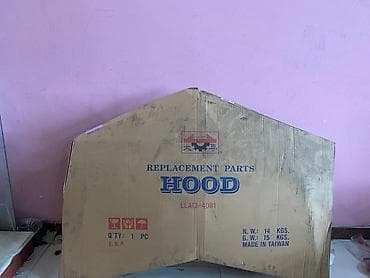 REPLACEMENT PARTS
HOOD
Q'TY: 1 PC
N. W.: 14 KGS.
G. W.: 15 KGS.
MADE IN TAIWAN